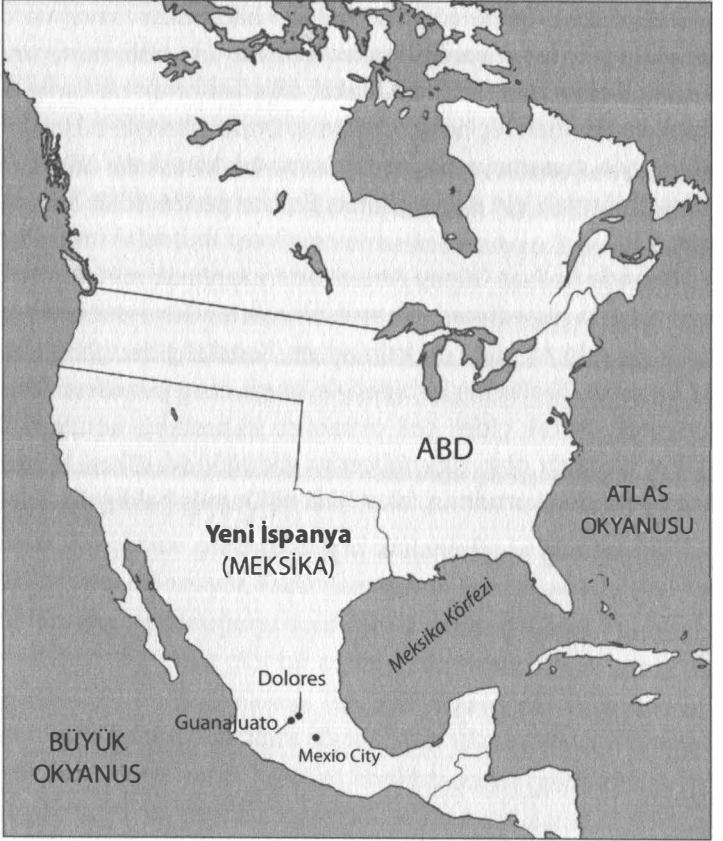 ABD
ATLAS
OKYANUSU
Yeni İspanya
(MEKSİKA)
Meksika Körfezi
Dolores
Guanajuato
Mexio City
BÜYÜK
OKYANUS